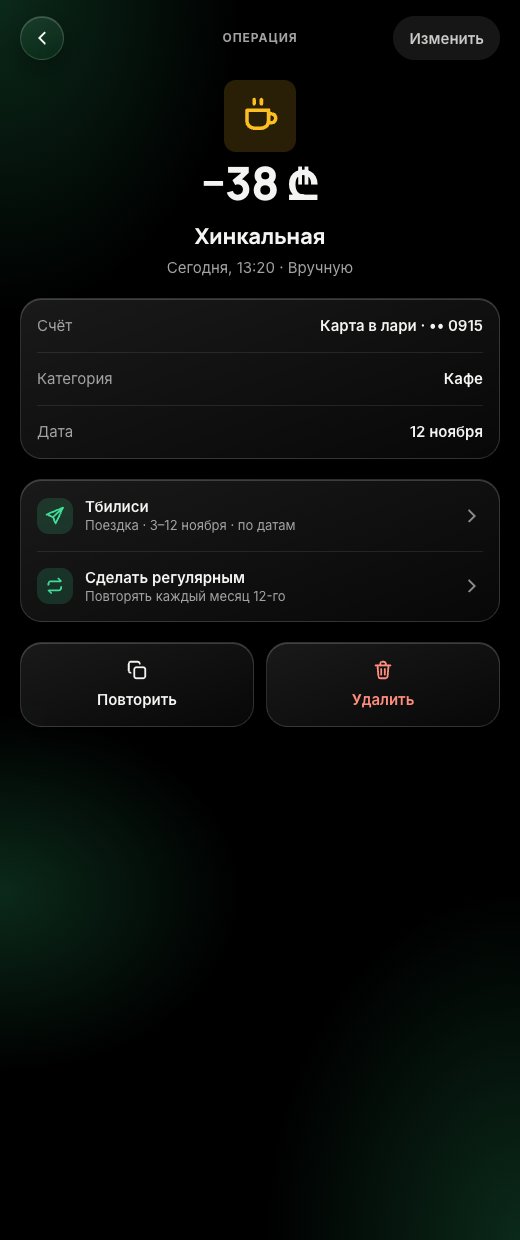 ОПЕРАЦИЯ
Изменить
−38 ₾
Хинкальная
Сегодня, 13:20 · Вручную
Счёт
Карта в лари · •• 0915
Категория
Кафе
Дата
12 ноября
Тбилиси
Поездка · 3–12 ноября · по датам
Сделать регулярным
Повторять каждый месяц 12-го
Повторить
Удалить